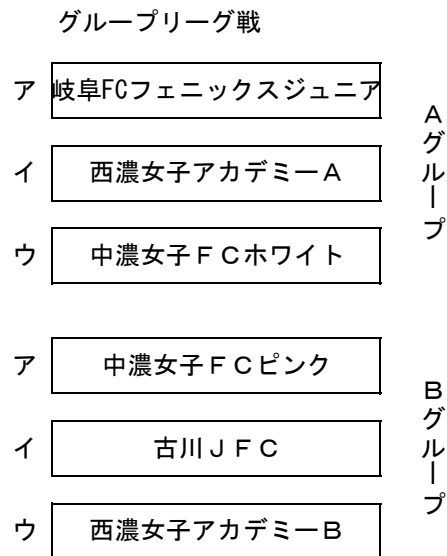 グループリーグ戦
ア 岐阜FCフェニックスジュニア
イ 西濃女子アカデミーＡ
ウ 中濃女子ＦＣホワイト
Ａグループ
ア 中濃女子ＦＣピンク
イ 古川ＪＦＣ
ウ 西濃女子アカデミーＢ
Ｂグループ